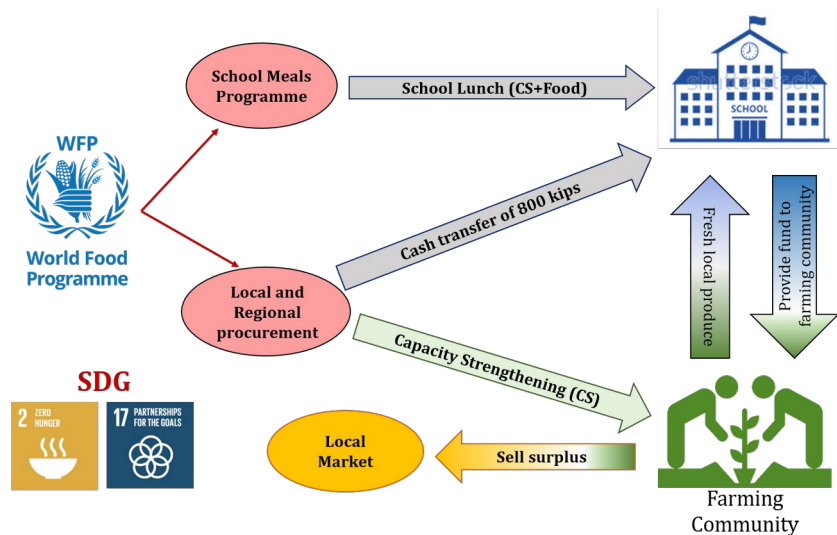 School Meals
Programme
School Lunch (CS+Food)
shutterstock
SCHOOL
WFP
World Food
Programme
Cash transfer of 800 kips
Fresh local
produce
Provide fund to
farming community
Local and
Regional
procurement
Capacity Strengthening (CS)
SDG
2 ZERO
HUNGER
17 PARTNERSHIPS
FOR THE GOALS
Local
Market
Sell surplus
Farming
Community